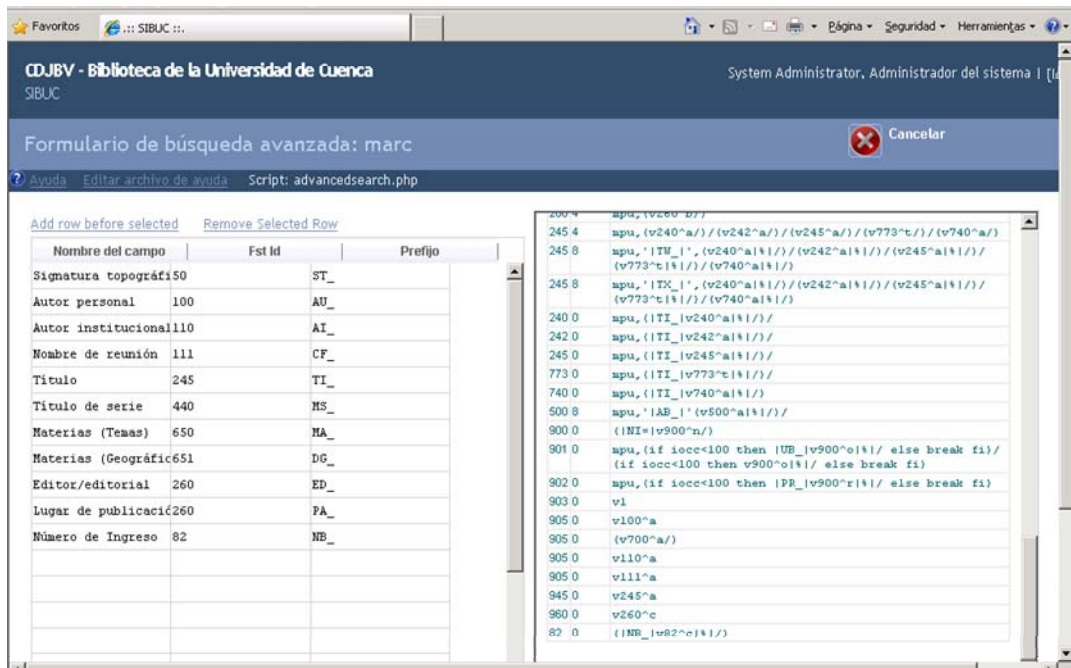 Favoritos
.:: SIBUC ::.
Página
Seguridad
Herramientas
CDJBV - Biblioteca de la Universidad de Cuenca
System Administrator, Administrador del sistema |
SIBUC
Formulario de búsqueda avanzada: marc
Cancelar
Ayuda Editar archivo de ayuda Script: advancedsearch.php
Add row before selected Remove Selected Row
Nombre del campo Fst Id Prefijo
Signatura topográfi 50 ST_
Autor personal 100 AU_
Autor institucional 110 AI_
Nombre de reunión 111 CF_
Título 245 TI_
Título de serie 440 MS_
Materias (Temas) 650 MA_
Materias (Geográfic 651 DG_
Editor/editorial 260 ED_
Lugar de publicació 260 PA_
Número de Ingreso 82 NB_
260 4 mpu,(v260^b/)
245 4 mpu,(v240^a/)/(v242^a/)/(v245^a/)/(v773^t/)/(v740^a/)
245 8 mpu,'|TW_|',(v240^a|%|/)/(v242^a|%|/)/(v245^a|%|/)/
(v773^t|%|/)/(v740^a|%|/)
245 8 mpu,'|TX_|',(v240^a|%|/)/(v242^a|%|/)/(v245^a|%|/)/
(v773^t|%|/)/(v740^a|%|/)
240 0 mpu,(|TI_|v240^a|%|/)/
242 0 mpu,(|TI_|v242^a|%|/)/
245 0 mpu,(|TI_|v245^a|%|/)/
773 0 mpu,(|TI_|v773^t|%|/)/
740 0 mpu,(|TI_|v740^a|%|/)
500 8 mpu,'|AB_|'(v500^a|%|/)/
900 0 (|NI=|v900^n/)
901 0 mpu,(if iocc<100 then |UB_|v900^o|%|/ else break fi)/
(if iocc<100 then v900^o|%|/ else break fi)
902 0 mpu,(if iocc<100 then |PR_|v900^r|%|/ else break fi)
903 0 v1
905 0 v100^a
905 0 (v700^a/)
905 0 v110^a
905 0 v111^a
945 0 v245^a
960 0 v260^c
82 0 (|NB_|v82^c|%|/)